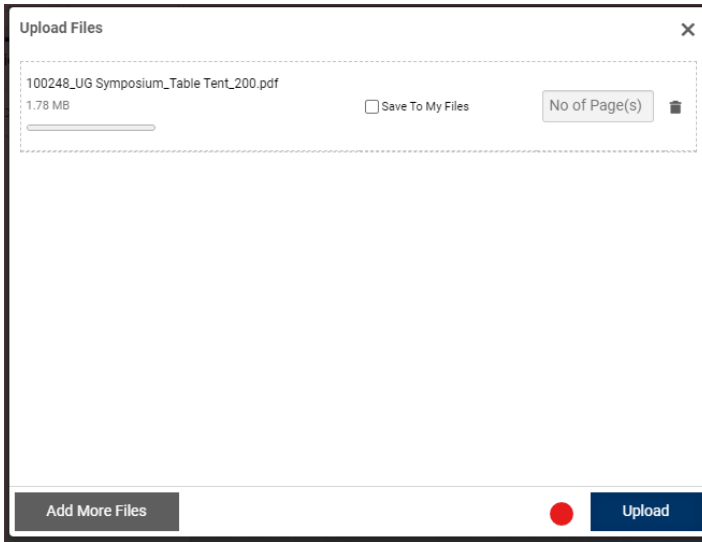 Upload Files
100248_UG Symposium_Table Tent_200.pdf
1.78 MB
Save To My Files
No of Page(s)
Add More Files
Upload